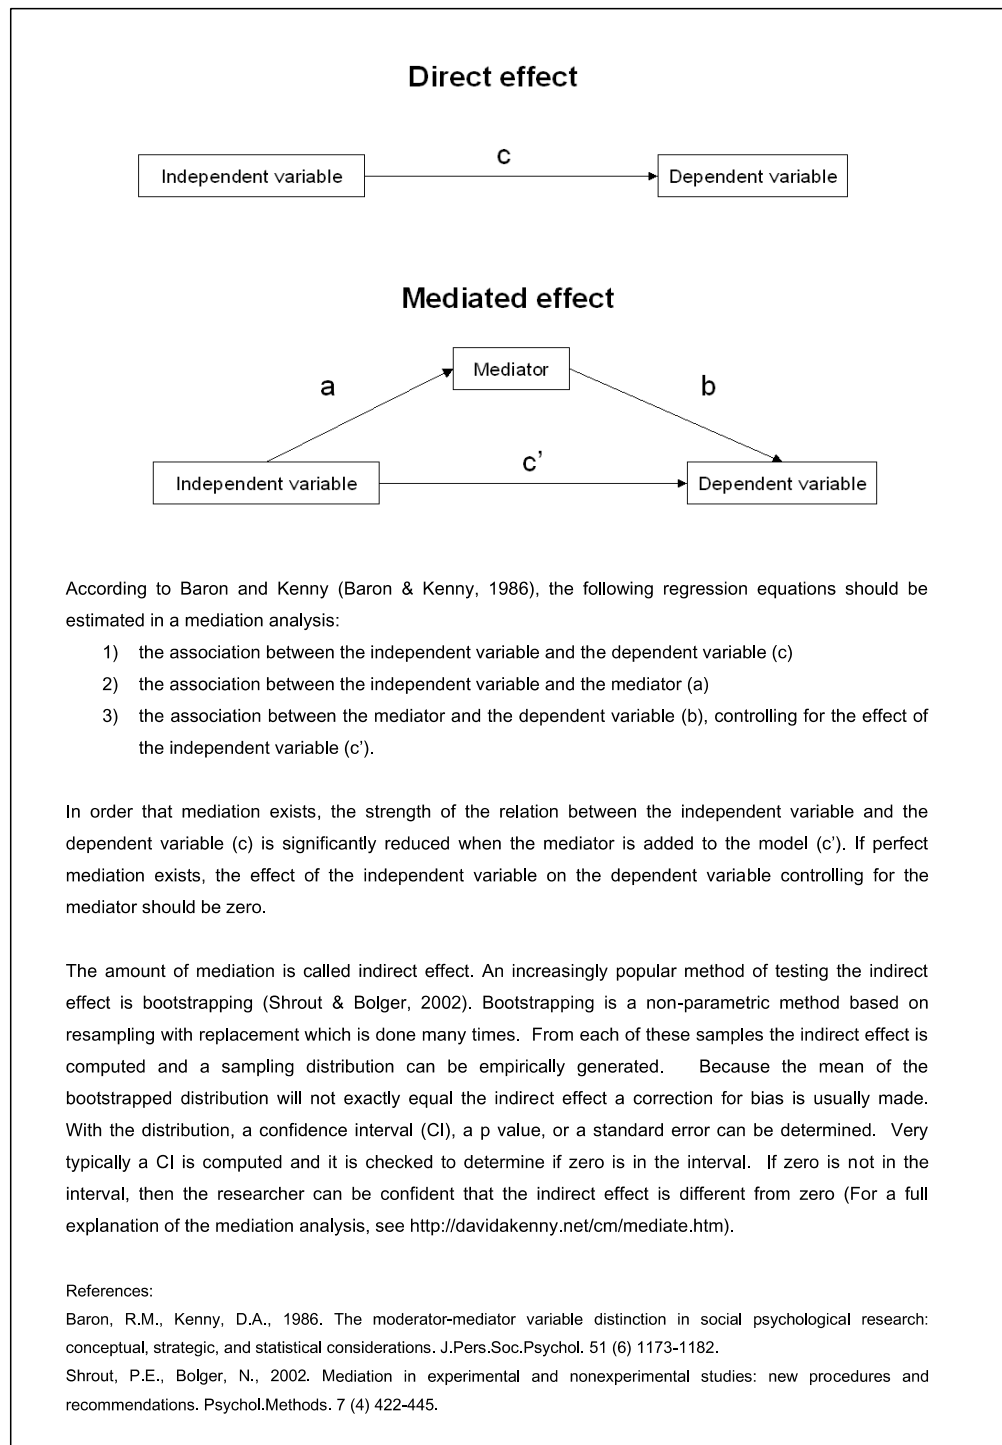 Direct effect
c
Independent variable
Dependent variable
Mediated effect
Mediator
a
b
c’
Independent variable
Dependent variable
According to Baron and Kenny (Baron & Kenny, 1986), the following regression equations should be
estimated in a mediation analysis:
1) the association between the independent variable and the dependent variable (c)
2) the association between the independent variable and the mediator (a)
3) the association between the mediator and the dependent variable (b), controlling for the effect of
the independent variable (c’).
In order that mediation exists, the strength of the relation between the independent variable and the
dependent variable (c) is significantly reduced when the mediator is added to the model (c’). If perfect
mediation exists, the effect of the independent variable on the dependent variable controlling for the
mediator should be zero.
The amount of mediation is called indirect effect. An increasingly popular method of testing the indirect
effect is bootstrapping (Shrout & Bolger, 2002). Bootstrapping is a non-parametric method based on
resampling with replacement which is done many times. From each of these samples the indirect effect is
computed and a sampling distribution can be empirically generated. Because the mean of the
bootstrapped distribution will not exactly equal the indirect effect a correction for bias is usually made.
With the distribution, a confidence interval (CI), a p value, or a standard error can be determined. Very
typically a CI is computed and it is checked to determine if zero is in the interval. If zero is not in the
interval, then the researcher can be confident that the indirect effect is different from zero (For a full
explanation of the mediation analysis, see http://davidakenny.net/cm/mediate.htm).
References:
Baron, R.M., Kenny, D.A., 1986. The moderator-mediator variable distinction in social psychological research:
conceptual, strategic, and statistical considerations. J.Pers.Soc.Psychol. 51 (6) 1173-1182.
Shrout, P.E., Bolger, N., 2002. Mediation in experimental and nonexperimental studies: new procedures and
recommendations. Psychol.Methods. 7 (4) 422-445.